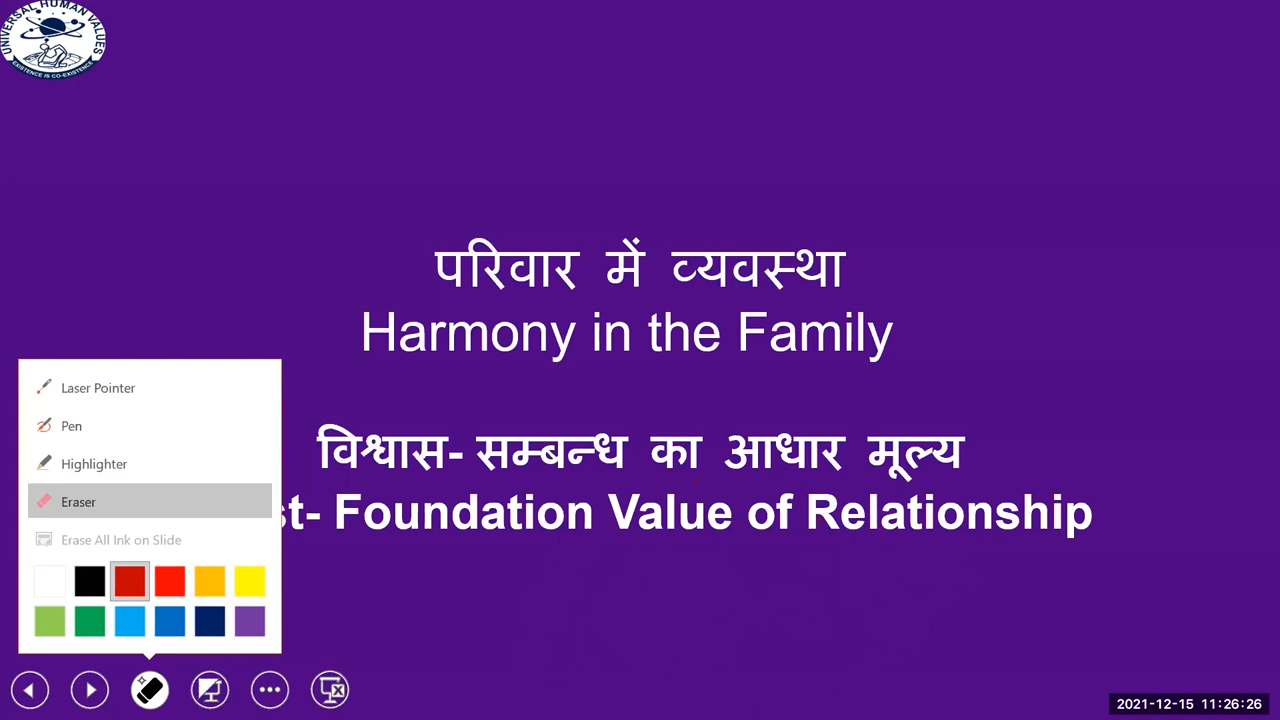 UNIVERSAL HUMAN VALUES
EXISTENCE IS CO-EXISTENCE
परिवार में व्यवस्था
Harmony in the Family
विश्वास- सम्बन्ध का आधार मूल्य
st- Foundation Value of Relationship
Laser Pointer
Pen
Highlighter
Eraser
Erase All Ink on Slide
2021-12-15 11:26:26